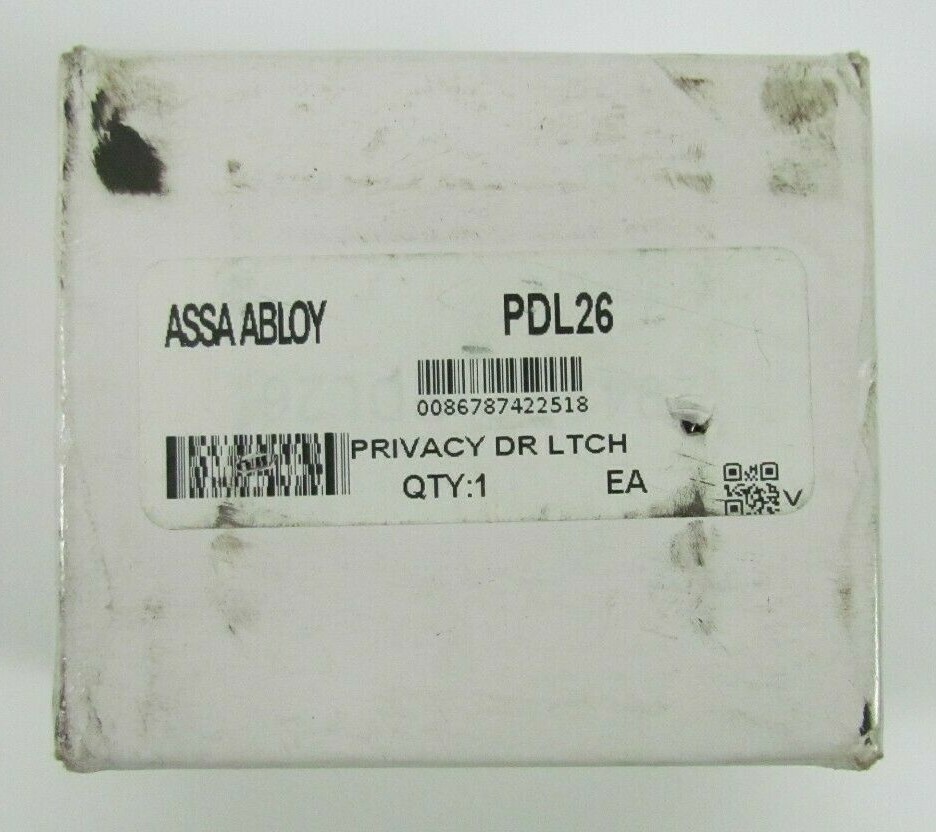 ASSA ABLOY PDL26
0086787422518
PRIVACY DR LTCH
QTY:1 EA
V